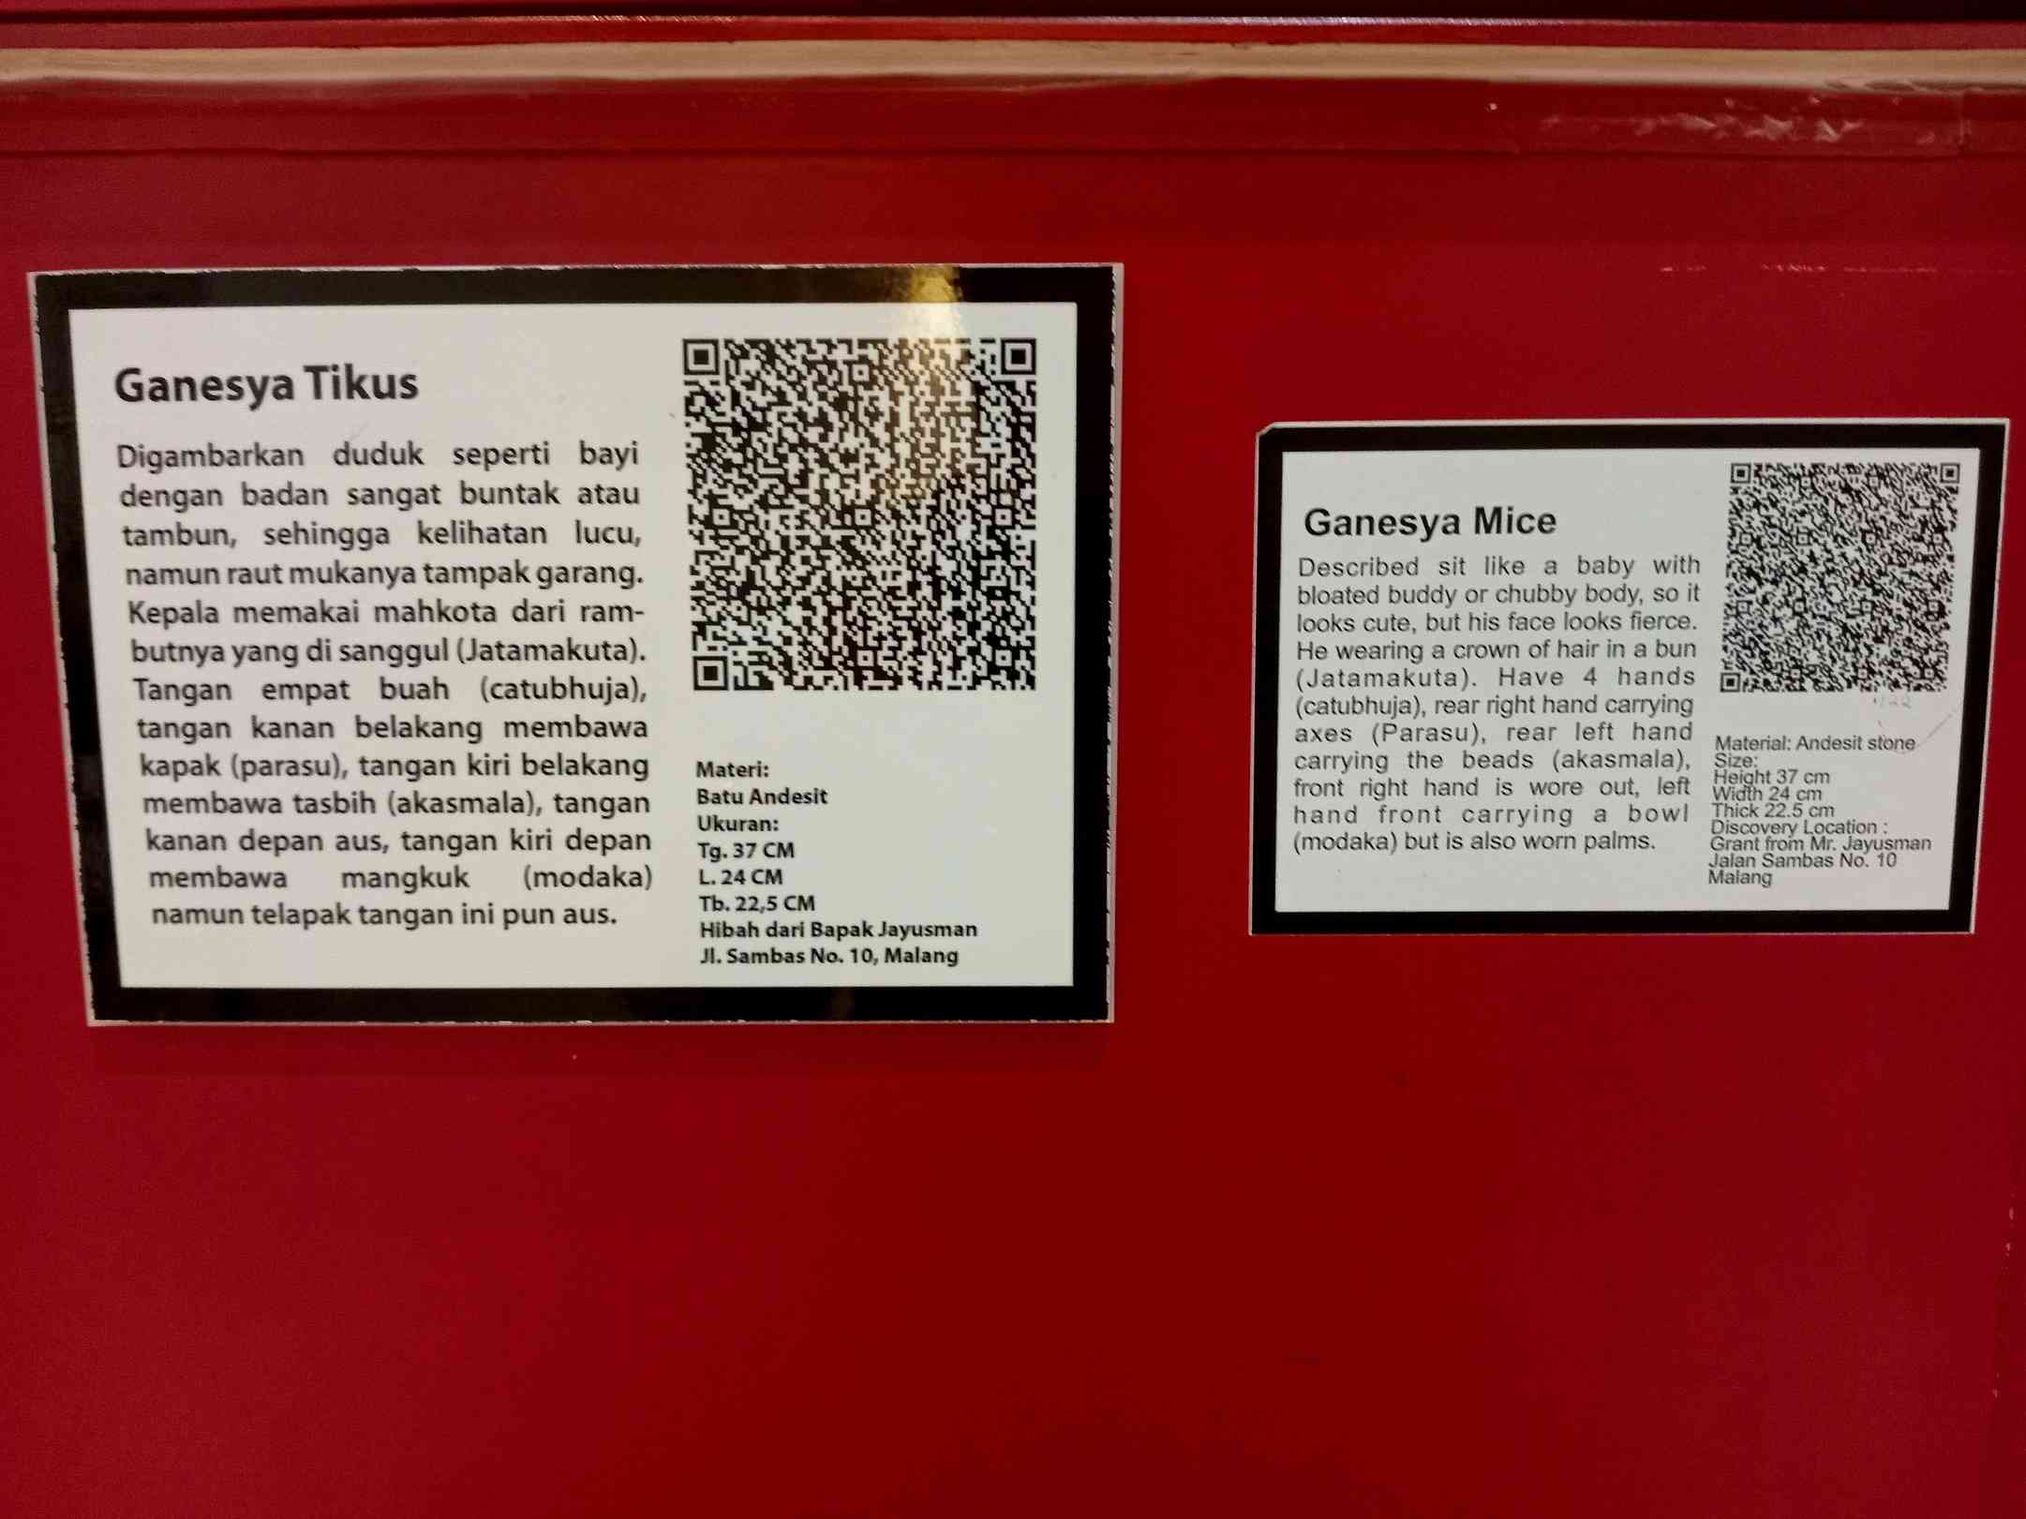 Ganesya Tikus
Digambarkan duduk seperti bayi
dengan badan sangat buntak atau
tambun, sehingga kelihatan lucu,
namun raut mukanya tampak garang.
Kepala memakai mahkota dari ram-
butnya yang di sanggul (Jatamakuta).
Tangan empat buah (catubhuja),
tangan kanan belakang membawa
kapak (parasu), tangan kiri belakang
membawa tasbih (akasmala), tangan
kanan depan aus, tangan kiri depan
membawa mangkuk (modaka)
namun telapak tangan ini pun aus.
Materi:
Batu Andesit
Ukuran:
Tg. 37 CM
L. 24 CM
Tb. 22,5 CM
Hibah dari Bapak Jayusman
Jl. Sambas No. 10, Malang
Ganesya Mice
Described sit like a baby with
bloated buddy or chubby body, so it
looks cute, but his face looks fierce.
He wearing a crown of hair in a bun
(Jatamakuta). Have 4 hands
(catubhuja), rear right hand carrying
axes (Parasu), rear left hand
carrying the beads (akasmala),
front right hand is wore out, left
hand front carrying a bowl
(modaka) but is also worn palms.
Material: Andesit stone
Size:
Height 37 cm
Width 24 cm
Thick 22.5 cm
Discovery Location :
Grant from Mr. Jayusman
Jalan Sambas No. 10
Malang